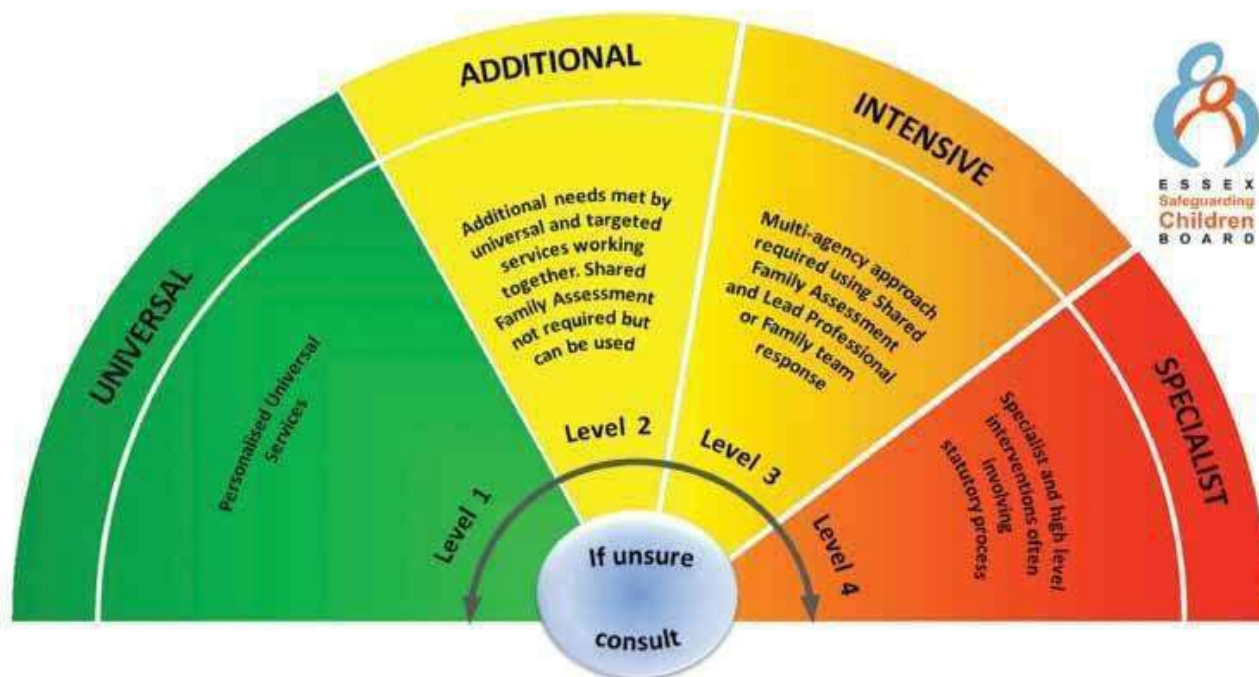 UNIVERSAL
Personalised Universal
Services
Level 1
ADDITIONAL
Additional needs met by
universal and targeted
services working
together. Shared
Family Assessment
not required but
can be used
Level 2
INTENSIVE
Multi-agency approach
required using Shared
Family Assessment
and Lead Professional
or Family team
response
Level 3
SPECIALIST
Specialist and high level
interventions often
involving
statutory process
Level 4
If unsure
consult
ESSEX
Safeguarding
Children
BOARD